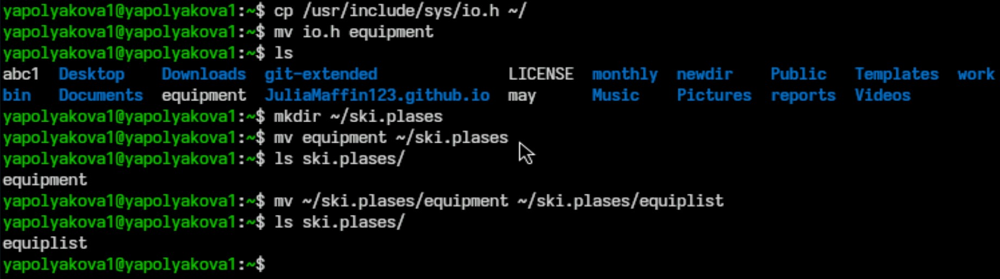 yapolyakova1@yapolyakova1:~$ cp /usr/include/sys/io.h ~/
yapolyakova1@yapolyakova1:~$ mv io.h equipment
yapolyakova1@yapolyakova1:~$ ls
abc1  Desktop    Downloads  git-extended              LICENSE  monthly  newdir    Public   Templates  work
bin   Documents  equipment  JuliaMaffin123.github.io  may      Music    Pictures  reports  Videos
yapolyakova1@yapolyakova1:~$ mkdir ~/ski.plases
yapolyakova1@yapolyakova1:~$ mv equipment ~/ski.plases
yapolyakova1@yapolyakova1:~$ ls ski.plases/
equipment
yapolyakova1@yapolyakova1:~$ mv ~/ski.plases/equipment ~/ski.plases/equiplist
yapolyakova1@yapolyakova1:~$ ls ski.plases/
equiplist
yapolyakova1@yapolyakova1:~$